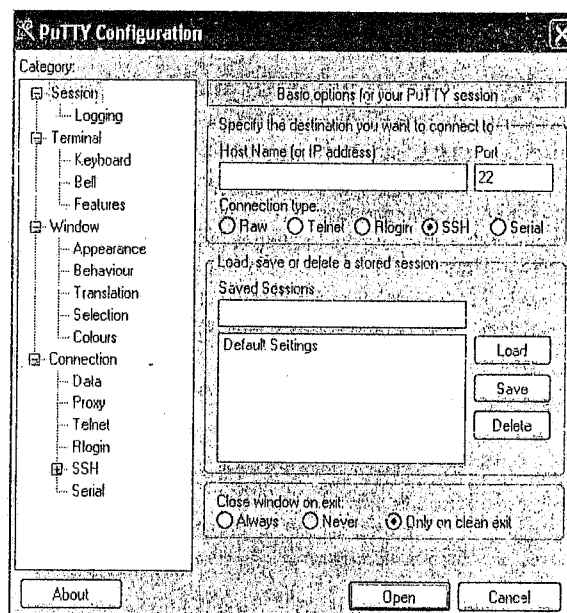 PuTTY Configuration
Category:
Session
Logging
Terminal
Keyboard
Bell
Features
Window
Appearance
Behaviour
Translation
Selection
Colours
Connection
Data
Proxy
Telnet
Rlogin
SSH
Serial
Basic options for your PuTTY session
Specify the destination you want to connect to
Host Name (or IP address) Port
22
Connection type:
Raw Telnet Rlogin SSH Serial
Load, save or delete a stored session
Saved Sessions
Default Settings
Load
Save
Delete
Close window on exit:
Always Never Only on clean exit
About Open Cancel